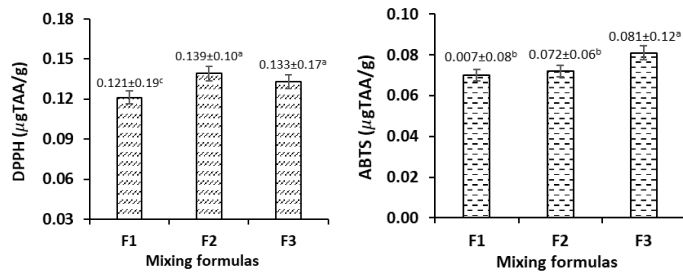 DPPH (µgTAA/g)
0.18
0.15
0.12
0.09
0.06
0.03
0.121±0.19ᶜ
0.139±0.10ᵃ
0.133±0.17ᵃ
F1 F2 F3
Mixing formulas
ABTS (µgTAA/g)
0.10
0.08
0.06
0.04
0.02
0.00
0.007±0.08ᵇ
0.072±0.06ᵇ
0.081±0.12ᵃ
F1 F2 F3
Mixing formulas